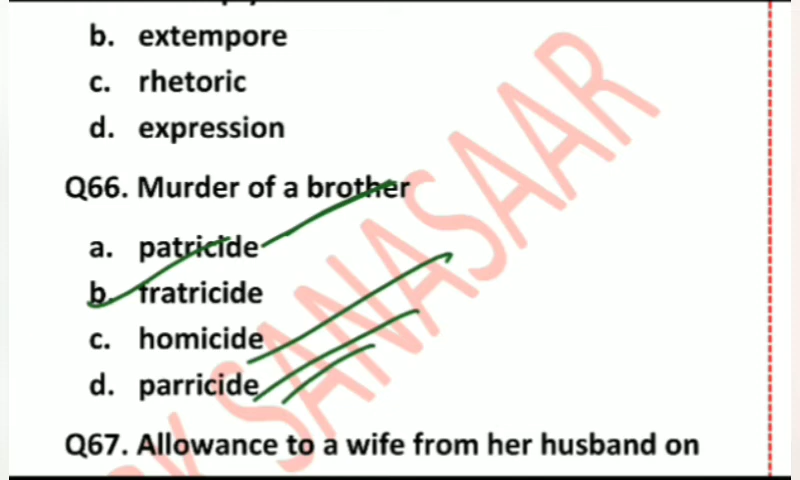 b. extempore
c. rhetoric
d. expression
Q66. Murder of a brother
a. patricide
b. fratricide
c. homicide
d. parricide
Q67. Allowance to a wife from her husband on
SANASAAR